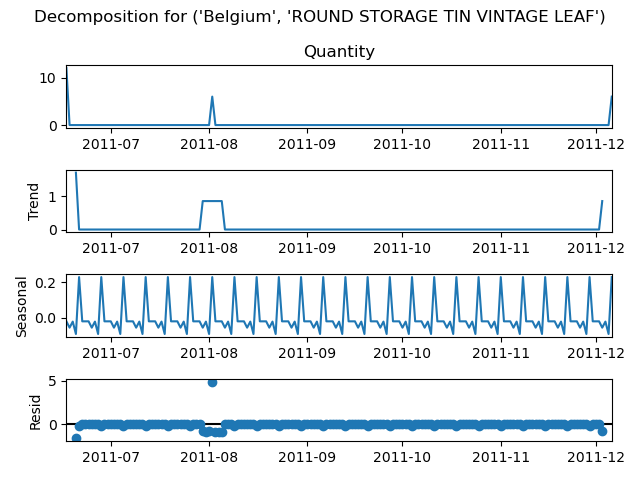 Decomposition for ('Belgium', 'ROUND STORAGE TIN VINTAGE LEAF')
Quantity
10
0
2011-07 2011-08 2011-09 2011-10 2011-11 2011-12
Trend
1
0
2011-07 2011-08 2011-09 2011-10 2011-11 2011-12
Seasonal
0.2
0.0
2011-07 2011-08 2011-09 2011-10 2011-11 2011-12
Resid
5
0
2011-07 2011-08 2011-09 2011-10 2011-11 2011-12